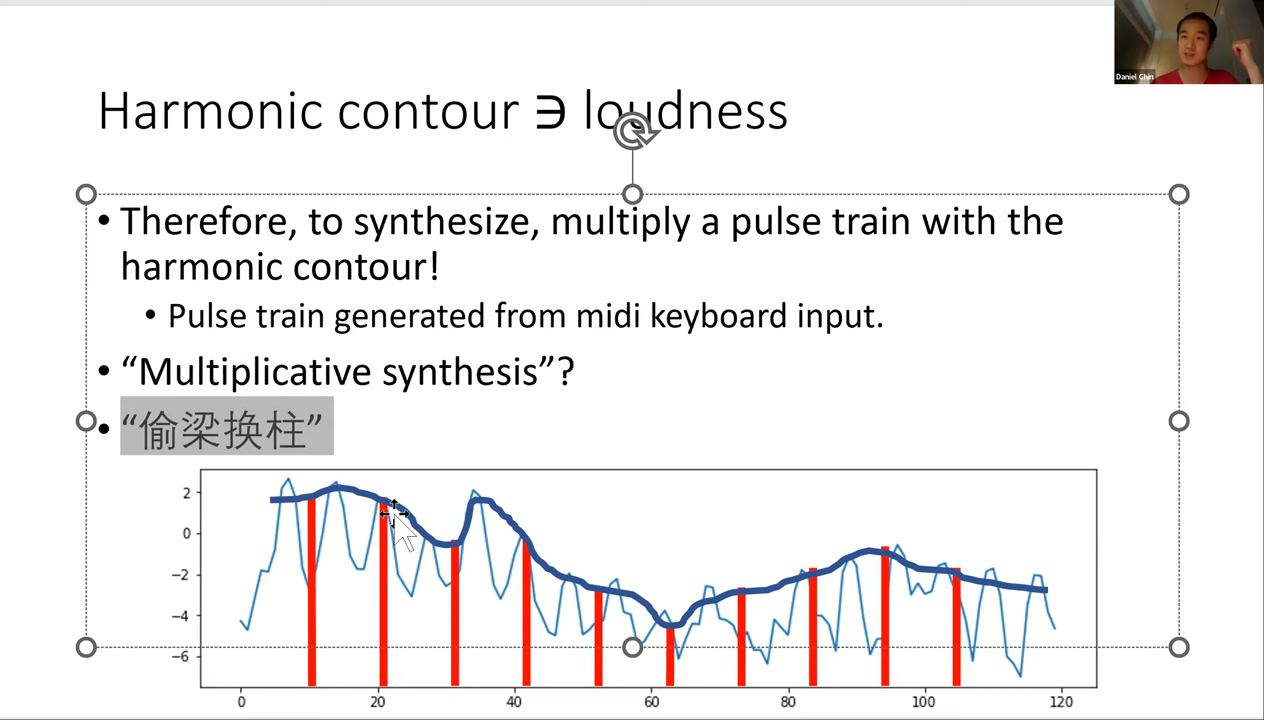 Daniel Chin
Harmonic contour ∋ loudness
• Therefore, to synthesize, multiply a pulse train with the
harmonic contour!
• Pulse train generated from midi keyboard input.
• “Multiplicative synthesis”?
• “偷梁换柱”
2
0
−2
−4
−6
0 20 40 60 80 100 120